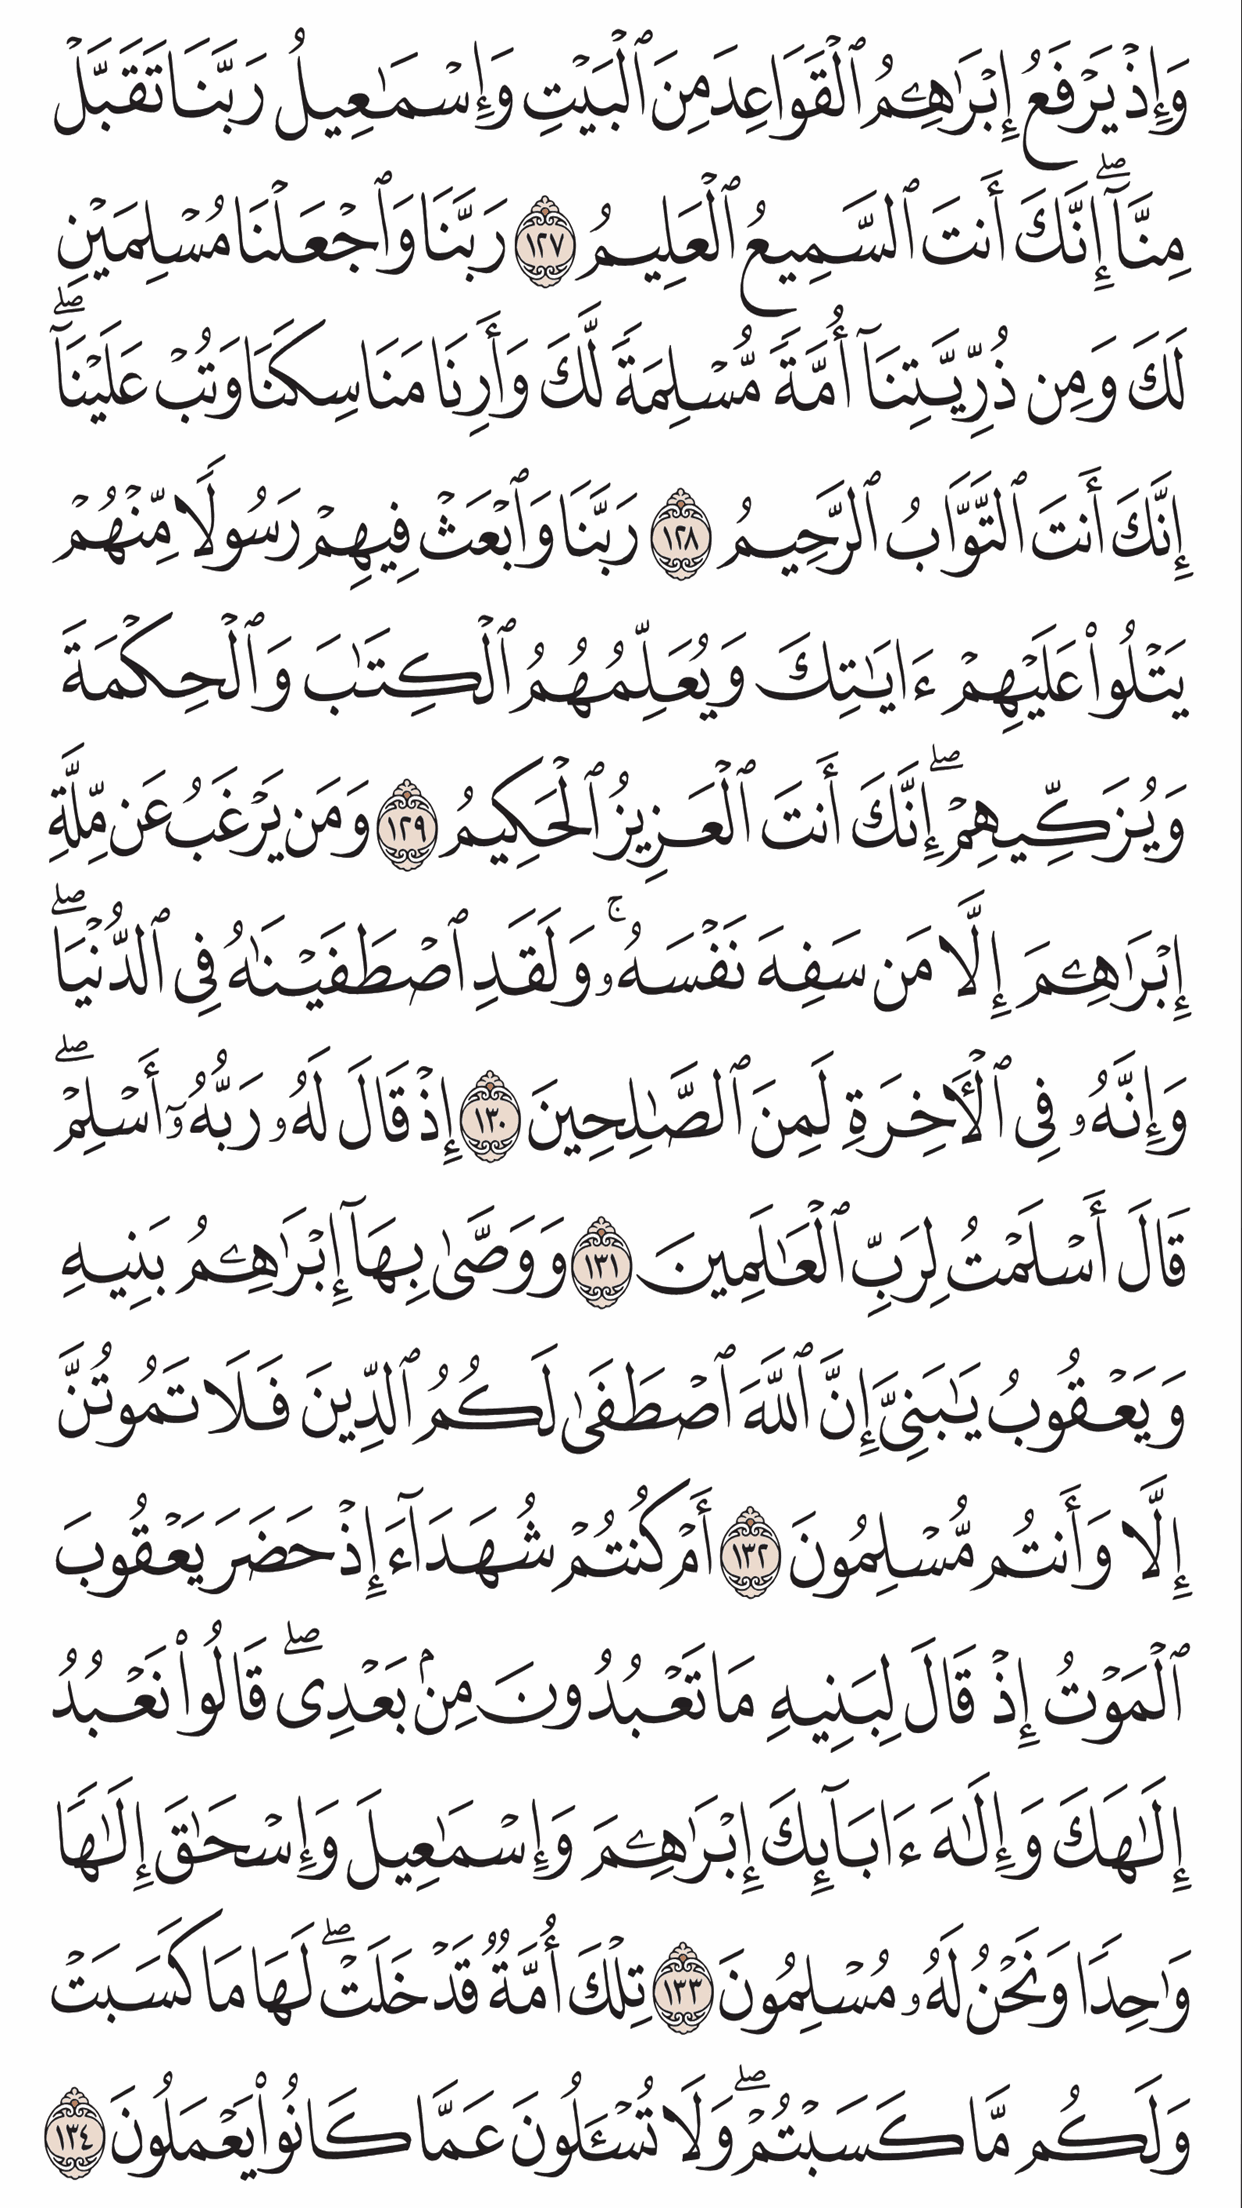 وَإِذْ يَرْفَعُ إِبْرَٰهِـۧمُ ٱلْقَوَاعِدَ مِنَ ٱلْبَيْتِ وَإِسْمَـٰعِيلُ رَبَّنَا تَقَبَّلْ
مِنَّآ ۖ إِنَّكَ أَنتَ ٱلسَّمِيعُ ٱلْعَلِيمُ ١٢٧ رَبَّنَا وَٱجْعَلْنَا مُسْلِمَيْنِ
لَكَ وَمِن ذُرِّيَّتِنَآ أُمَّةً مُّسْلِمَةً لَّكَ وَأَرِنَا مَنَاسِكَنَا وَتُبْ عَلَيْنَآ ۖ
إِنَّكَ أَنتَ ٱلتَّوَّابُ ٱلرَّحِيمُ ١٢٨ رَبَّنَا وَٱبْعَثْ فِيهِمْ رَسُولًا مِّنْهُمْ
يَتْلُوا۟ عَلَيْهِمْ ءَايَـٰتِكَ وَيُعَلِّمُهُمُ ٱلْكِتَـٰبَ وَٱلْحِكْمَةَ
وَيُزَكِّيهِمْ ۖ إِنَّكَ أَنتَ ٱلْعَزِيزُ ٱلْحَكِيمُ ١٢٩ وَمَن يَرْغَبُ عَن مِّلَّةِ
إِبْرَٰهِـۧمَ إِلَّا مَن سَفِهَ نَفْسَهُۥ ۚ وَلَقَدِ ٱصْطَفَيْنَـٰهُ فِى ٱلدُّنْيَا ۖ
وَإِنَّهُۥ فِى ٱلْـَٔاخِرَةِ لَمِنَ ٱلصَّـٰلِحِينَ ١٣٠ إِذْ قَالَ لَهُۥ رَبُّهُۥٓ أَسْلِمْ ۖ
قَالَ أَسْلَمْتُ لِرَبِّ ٱلْعَـٰلَمِينَ ١٣١ وَوَصَّىٰ بِهَآ إِبْرَٰهِـۧمُ بَنِيهِ
وَيَعْقُوبُ يَـٰبَنِىَّ إِنَّ ٱللَّهَ ٱصْطَفَىٰ لَكُمُ ٱلدِّينَ فَلَا تَمُوتُنَّ
إِلَّا وَأَنتُم مُّسْلِمُونَ ١٣٢ أَمْ كُنتُمْ شُهَدَآءَ إِذْ حَضَرَ يَعْقُوبَ
ٱلْمَوْتُ إِذْ قَالَ لِبَنِيهِ مَا تَعْبُدُونَ مِنۢ بَعْدِى ۖ قَالُوا۟ نَعْبُدُ
إِلَـٰهَكَ وَإِلَـٰهَ ءَابَآئِكَ إِبْرَٰهِـۧمَ وَإِسْمَـٰعِيلَ وَإِسْحَـٰقَ إِلَـٰهًا
وَٰحِدًا وَنَحْنُ لَهُۥ مُسْلِمُونَ ١٣٣ تِلْكَ أُمَّةٌ قَدْ خَلَتْ ۖ لَهَا مَا كَسَبَتْ
وَلَكُم مَّا كَسَبْتُمْ ۖ وَلَا تُسْـَٔلُونَ عَمَّا كَانُوا۟ يَعْمَلُونَ ١٣٤